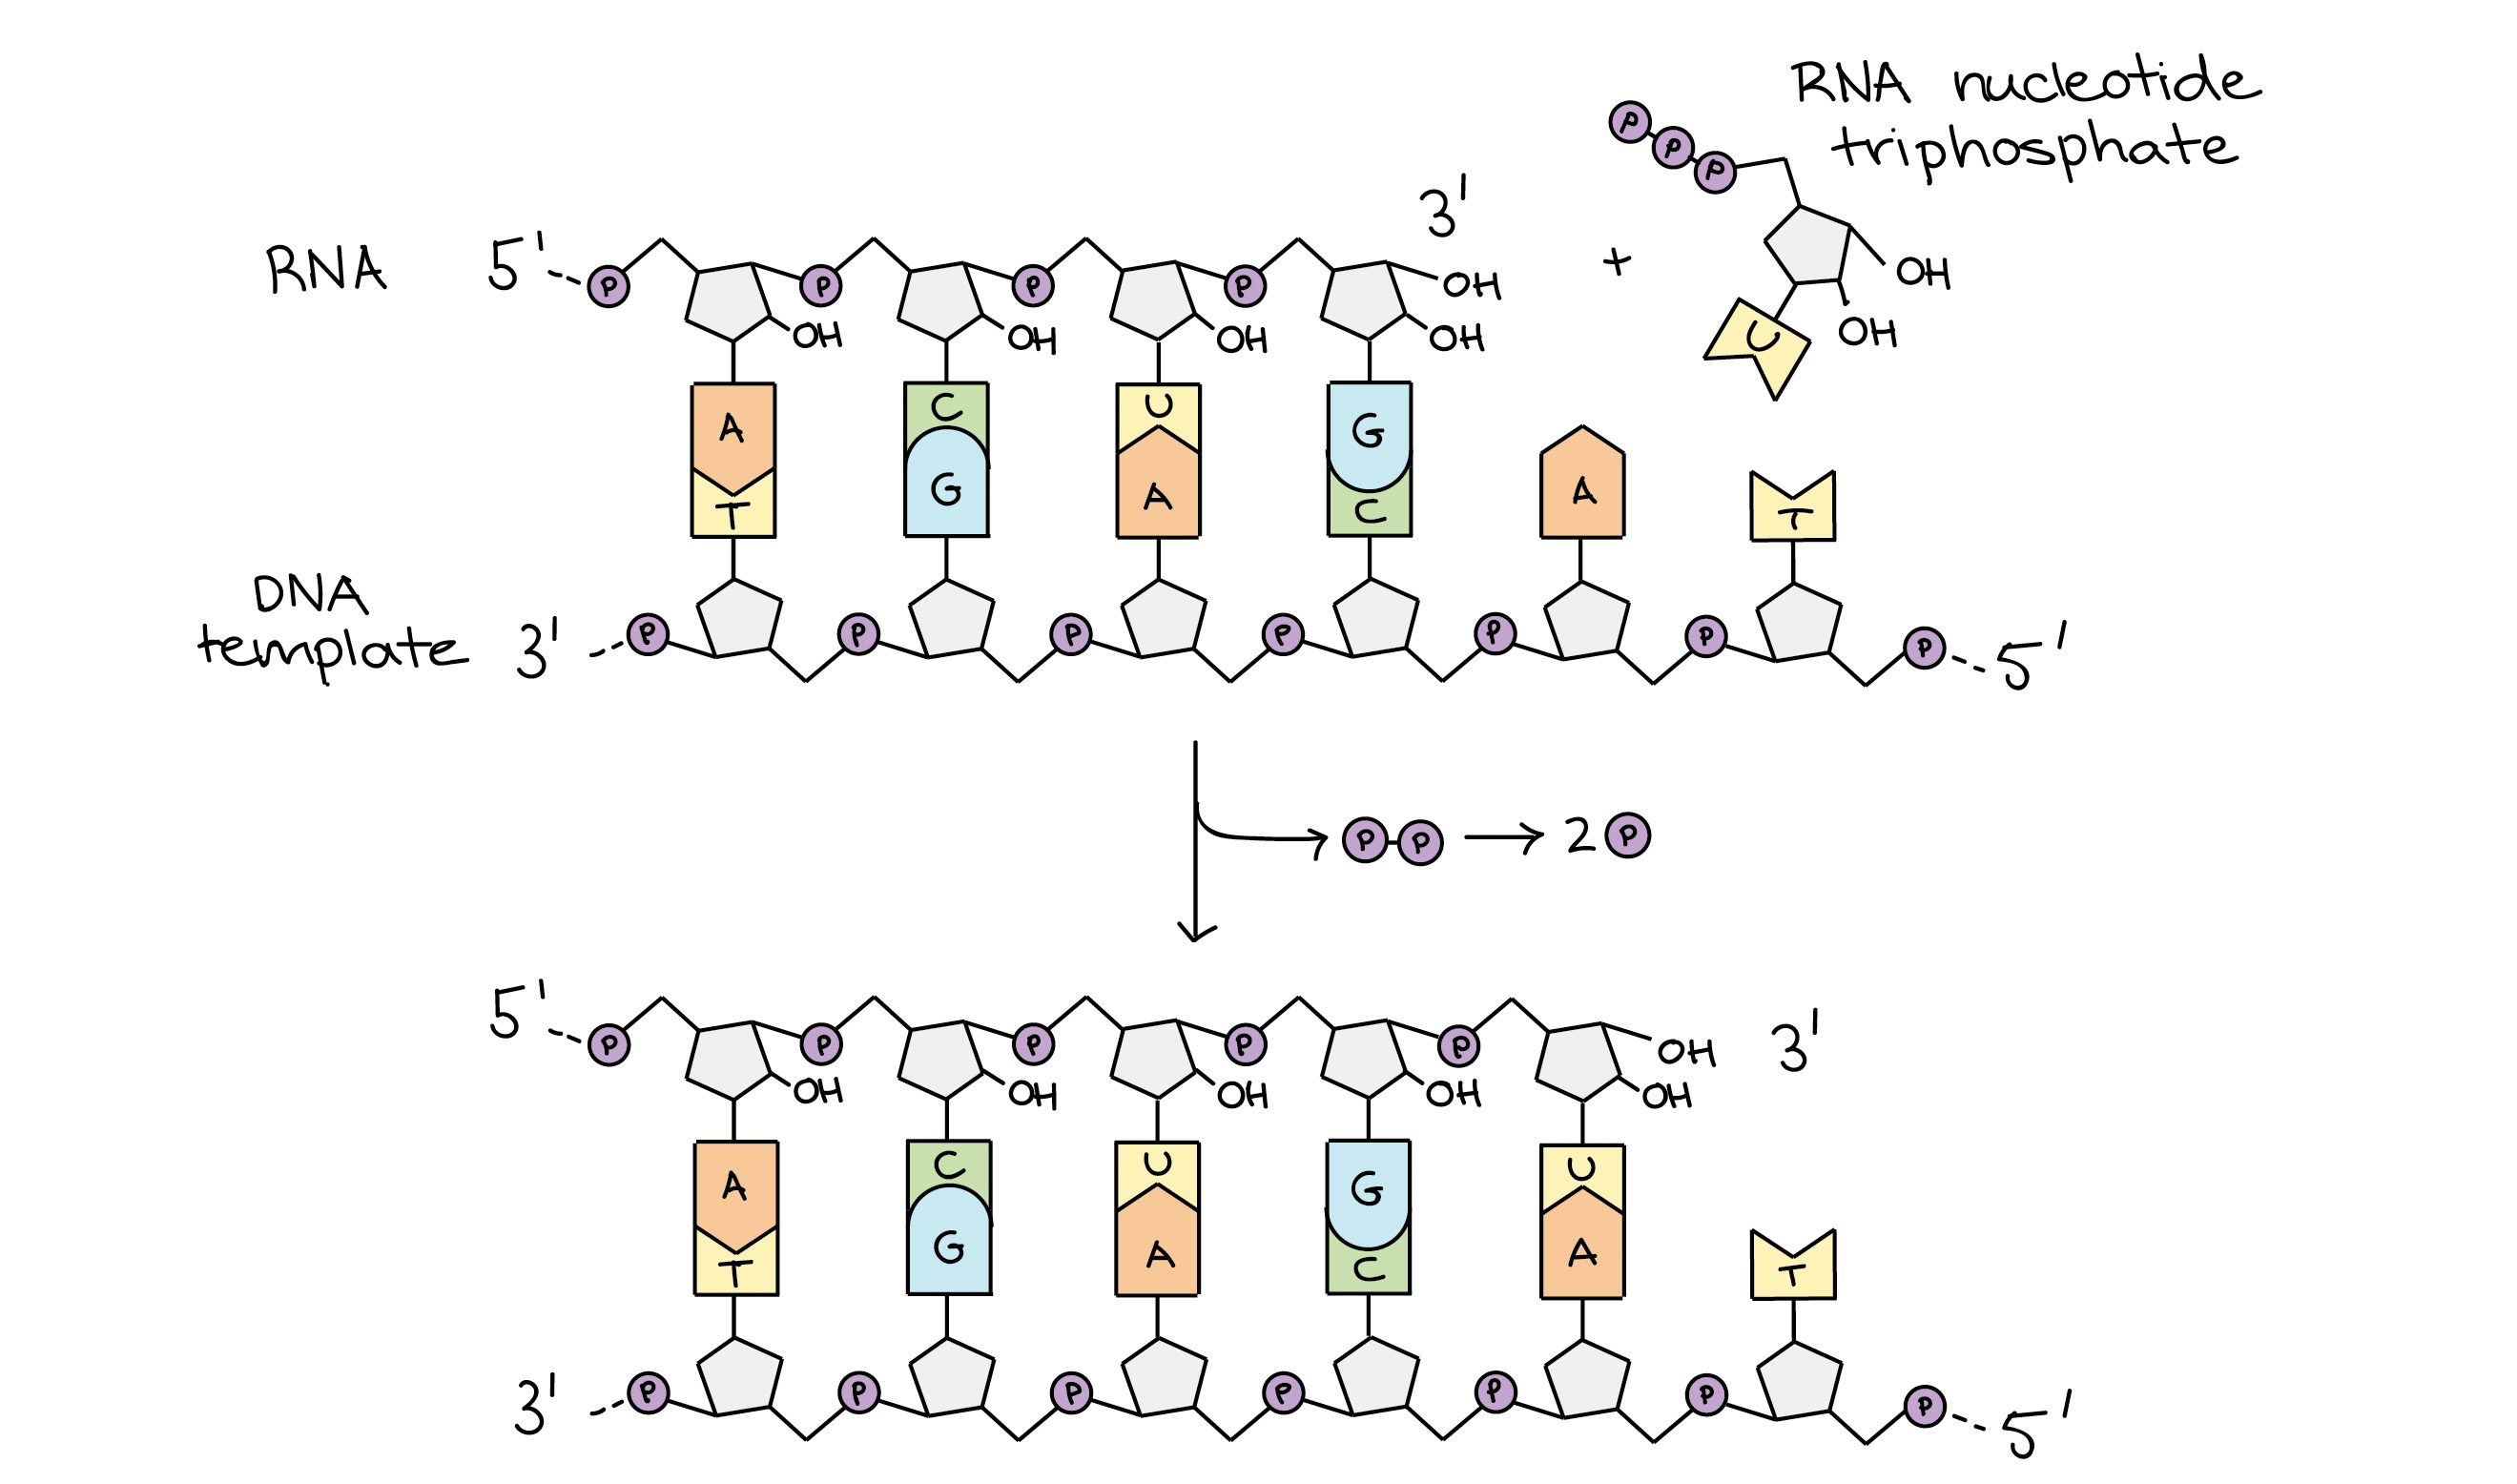 RNA nucleotide
triphosphate
P P P
3'
RNA 5' P P P P OH + OH
OH OH OH OH U OH
A C U G
T G A C A T
DNA
template
3' P P P P P P P 5'
P P → 2 P
5' P P P P P OH 3'
OH OH OH OH OH
A C U G U
T G A C A T
3' P P P P P P P 5'